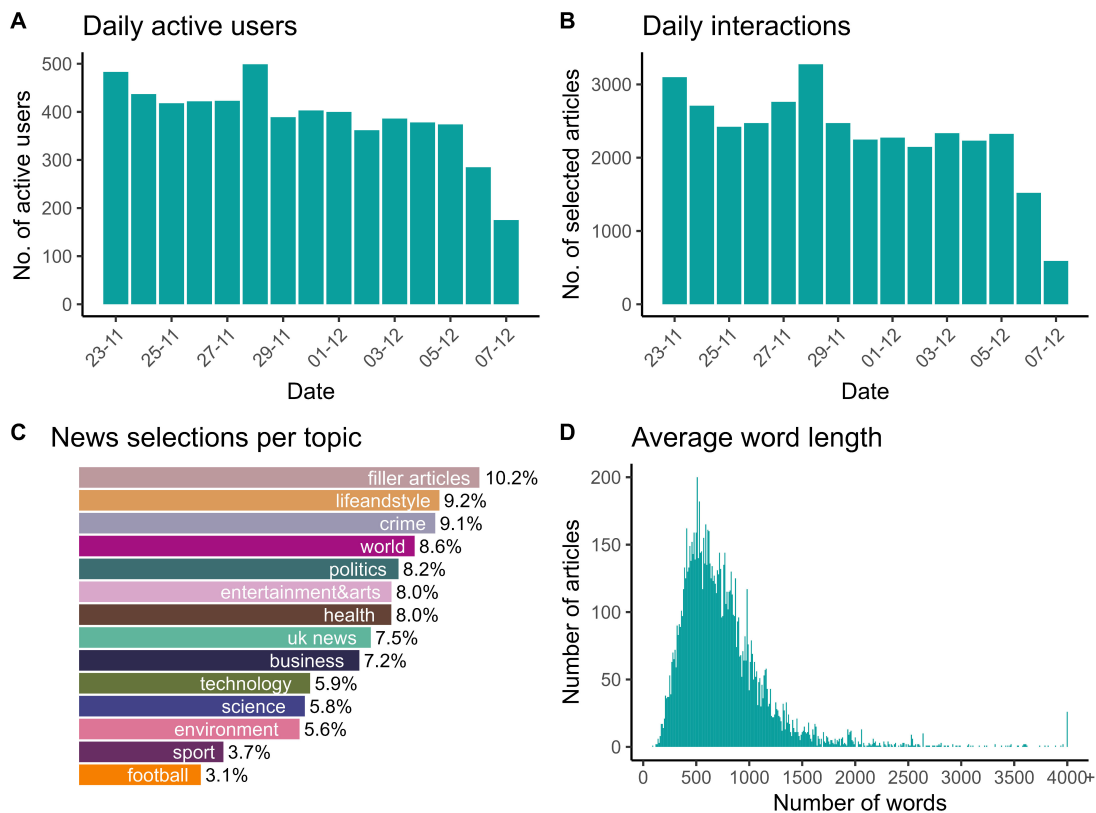 A Daily active users
No. of active users
500
400
300
200
100
0
23-11 25-11 27-11 29-11 01-12 03-12 05-12 07-12
Date
B Daily interactions
No. of selected articles
3000
2000
1000
0
23-11 25-11 27-11 29-11 01-12 03-12 05-12 07-12
Date
C News selections per topic
filler articles 10.2%
lifeandstyle 9.2%
crime 9.1%
world 8.6%
politics 8.2%
entertainment&arts 8.0%
health 8.0%
uk news 7.5%
business 7.2%
technology 5.9%
science 5.8%
environment 5.6%
sport 3.7%
football 3.1%
D Average word length
Number of articles
200
150
100
50
0
0 500 1000 1500 2000 2500 3000 3500 4000+
Number of words